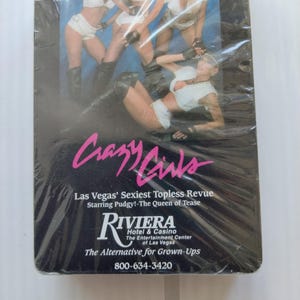 Crazy Girls
Las Vegas' Sexiest Topless Revue
Starring Pudgy!-The Queen of Tease
RIVIERA
Hotel & Casino
The Entertainment Center
of Las Vegas
The Alternative for Grown-Ups
800-634-3420